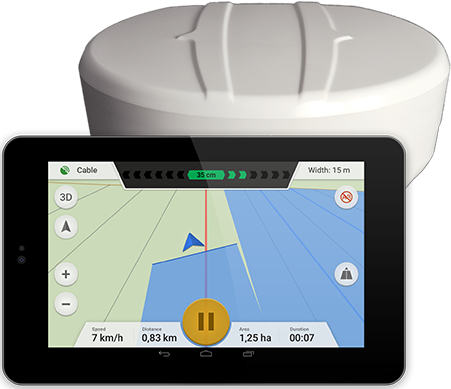 Cable
35 cm
Width: 15 m
3D
Speed Distance Area Duration
7 km/h 0,83 km 1,25 ha 00:07